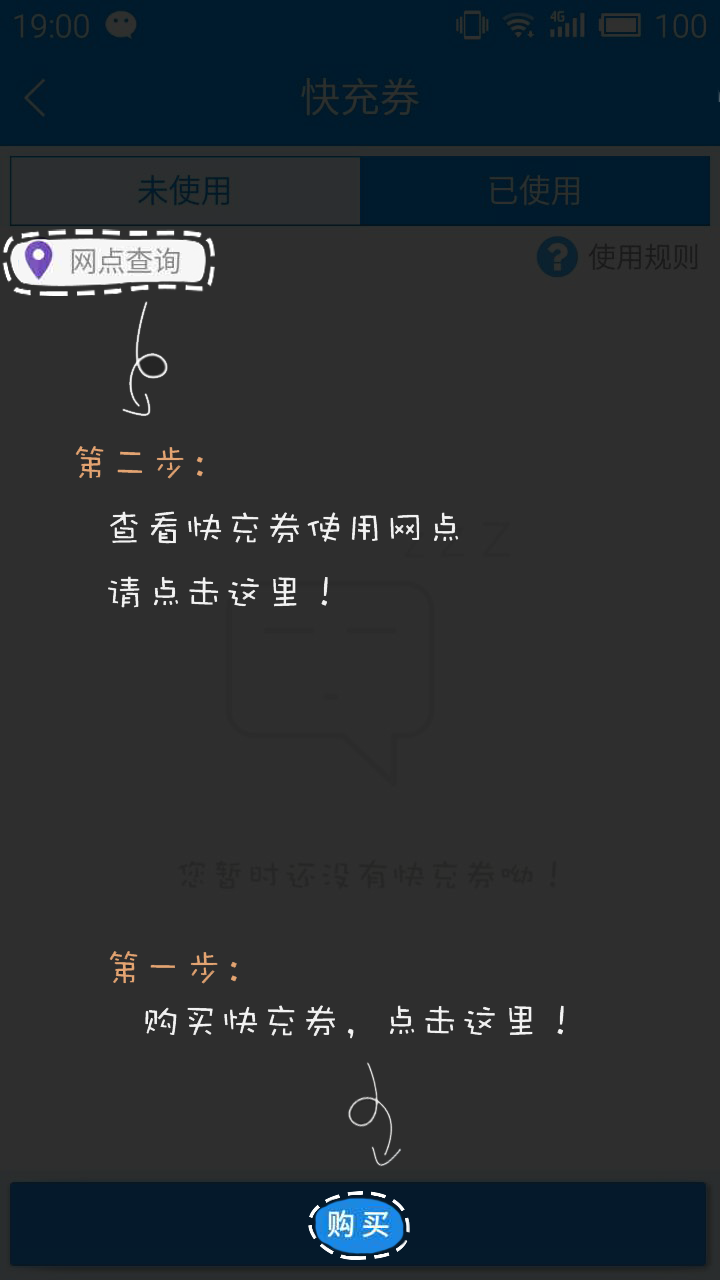 19:00
4G
100
快充券
未使用
已使用
网点查询
使用规则
第二步：
查看快充券使用网点
请点击这里！
Z Z Z
您暂时还没有快充券呦！
第一步：
购买快充券，点击这里！
购买